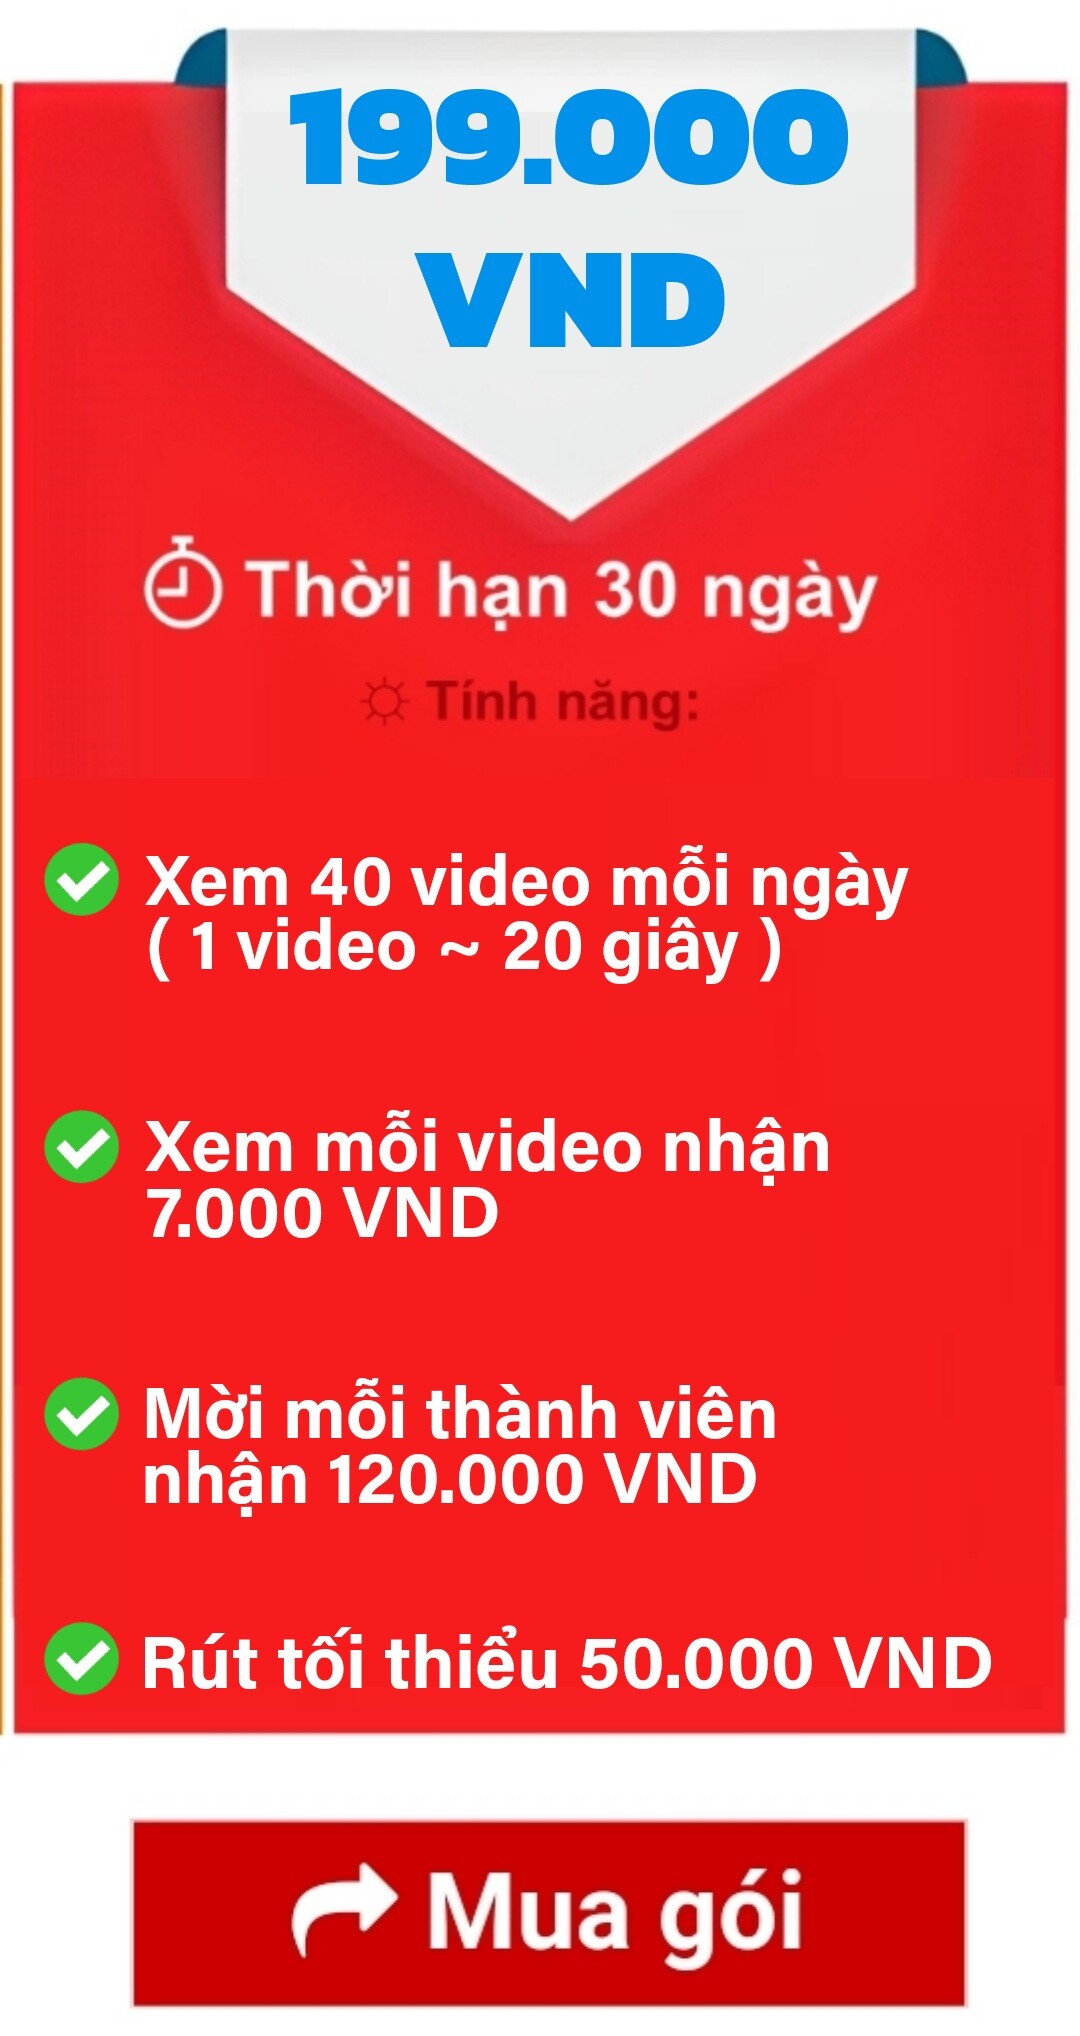 199.000
VND
Thời hạn 30 ngày
Tính năng:
Xem 40 video mỗi ngày
( 1 video ~ 20 giây )
Xem mỗi video nhận
7.000 VND
Mời mỗi thành viên
nhận 120.000 VND
Rút tối thiểu 50.000 VND
Mua gói